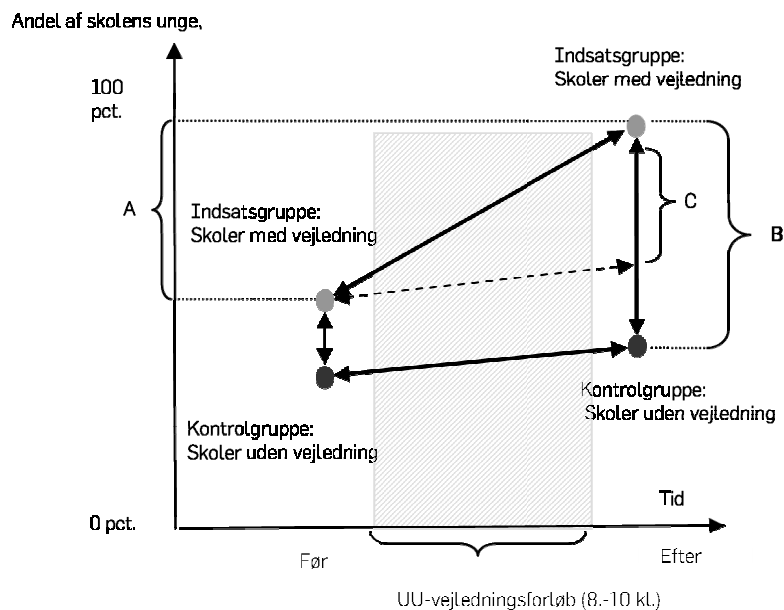 Andel af skolens unge,
Indsatsgruppe:
Skoler med vejledning
100
pct.
A
Indsatsgruppe:
Skoler med vejledning
C
B
Kontrolgruppe:
Skoler uden vejledning
Kontrolgruppe:
Skoler uden vejledning
0 pct.
Tid
Før
Efter
UU-vejledningsforløb (8.-10 kl.)